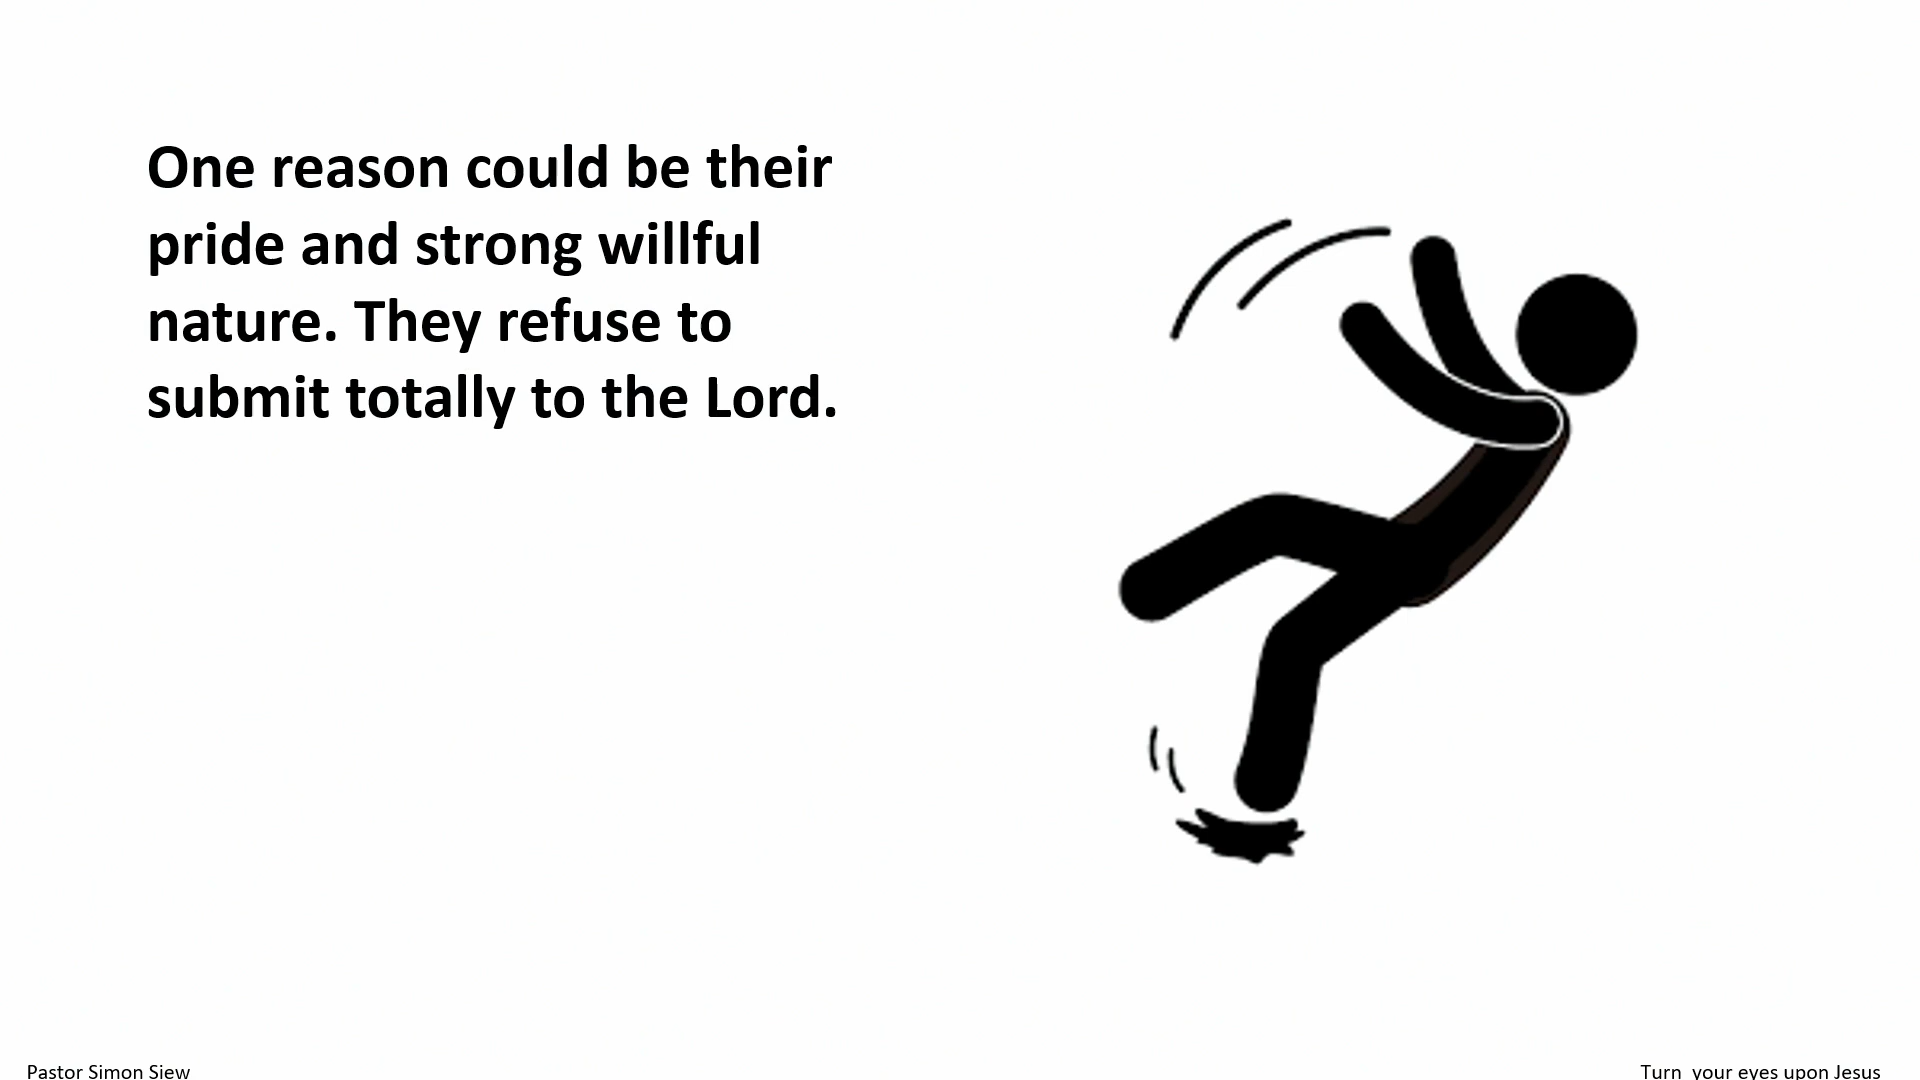 One reason could be their
pride and strong willful
nature. They refuse to
submit totally to the Lord.
Pastor Simon Siew
Turn  your eyes upon Jesus